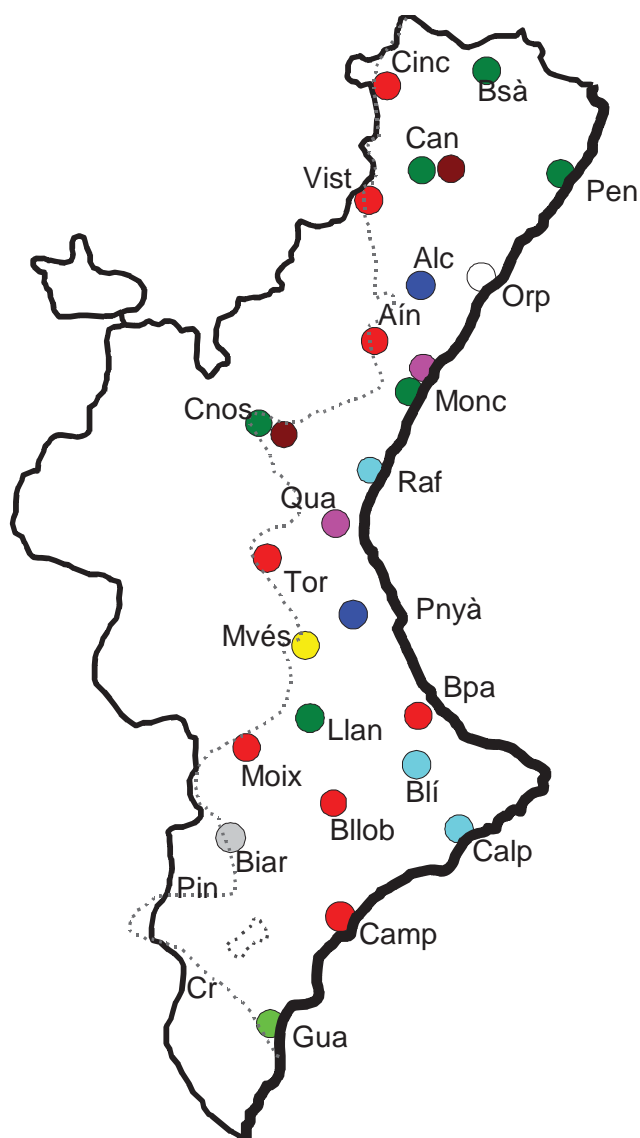 Cinc
Bsà
Can
Vist
Pen
Alc
Orp
Aín
Monc
Cnos
Raf
Qua
Tor
Pnyà
Mvés
Bpa
Llan
Moix
Blí
Bllob
Calp
Biar
Pin
Camp
Cr
Gua